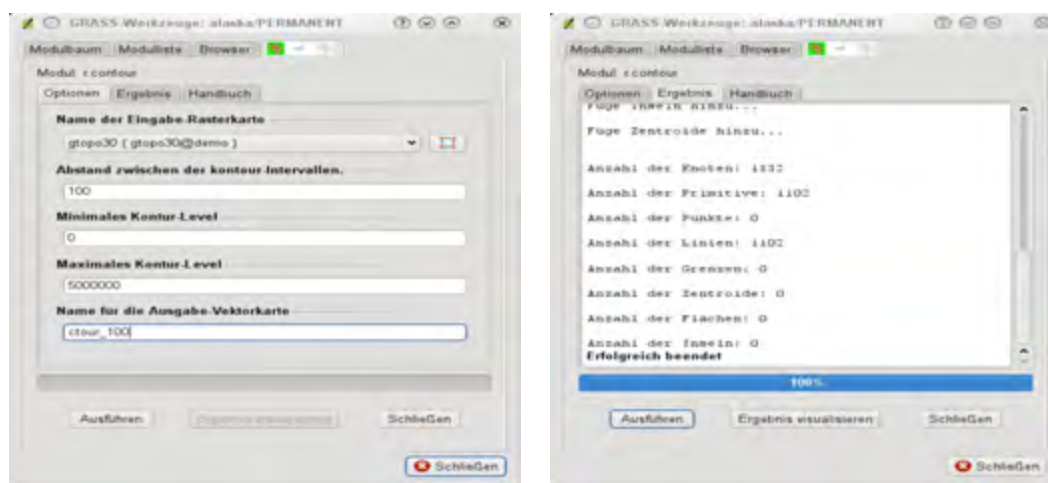 GRASS-Werkzeuge: alaska/PERMANENT
Modulbaum Modulliste Browser
Modul: r.contour
Optionen Ergebnis Handbuch
Name der Eingabe-Rasterkarte
gtopo30 ( gtopo30@demo )
Abstand zwischen der kontour-Intervallen.
100
Minimales Kontur-Level
0
Maximales Kontur-Level
5000000
Name für die Ausgabe-Vektorkarte
ctour_100
Ausführen Ergebnis visualisieren Schließen
Schließen
GRASS-Werkzeuge: alaska/PERMANENT
Modulbaum Modulliste Browser
Modul: r.contour
Optionen Ergebnis Handbuch
Füge Inseln hinzu...
Füge Zentroide hinzu...
Anzahl der Knoten:
Anzahl der Primitive: 1102
Anzahl der Punkte: 0
Anzahl der Linien: 1102
Anzahl der Grenzen: 0
Anzahl der Zentroide: 0
Anzahl der Flächen: 0
Anzahl der Inseln: 0
Erfolgreich beendet
100%
Ausführen Ergebnis visualisieren Schließen
Schließen